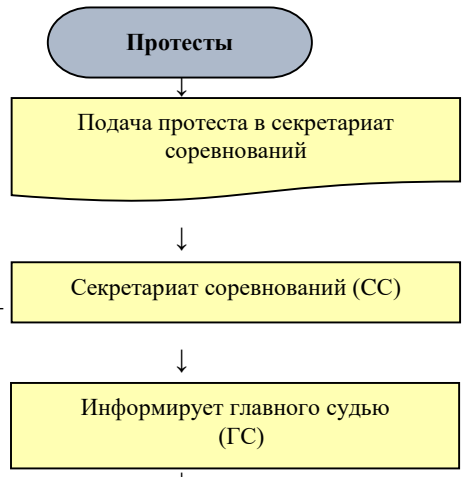 Протесты
Подача протеста в секретариат
соревнований
Секретариат соревнований (СС)
Информирует главного судью
(ГС)